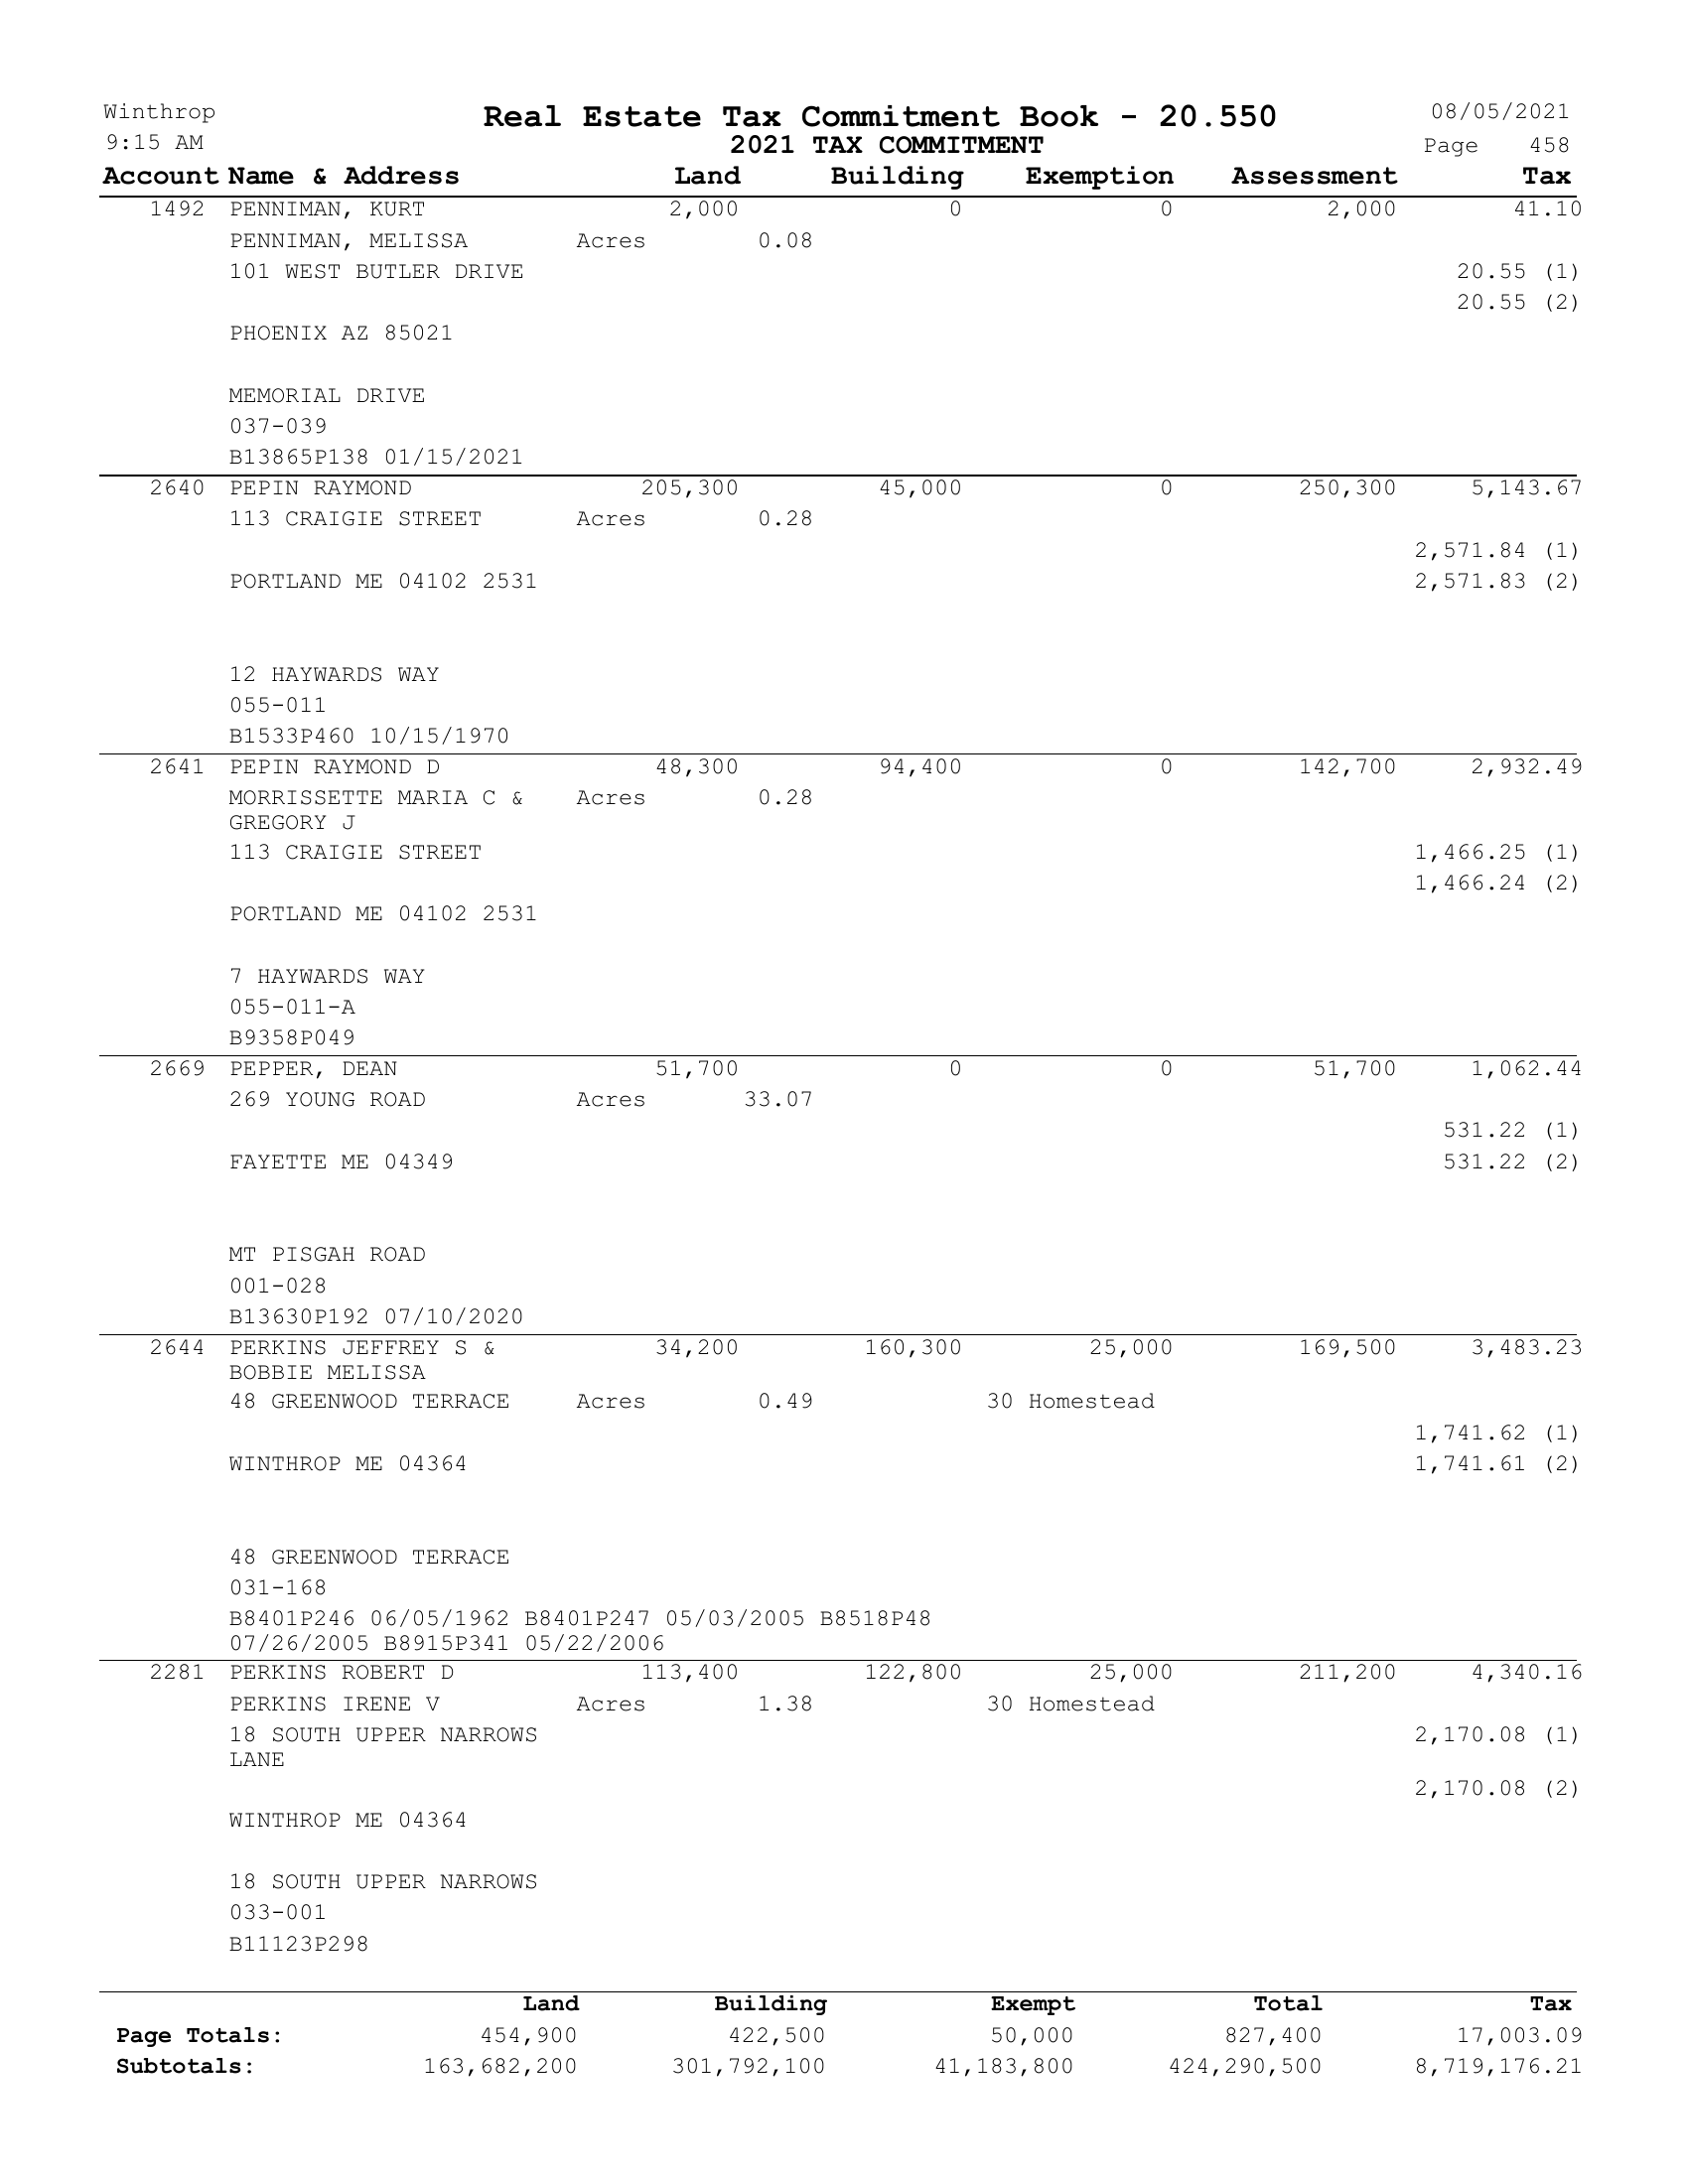 Winthrop Real Estate Tax Commitment Book - 20.550 08/05/2021
9:15 AM 2021 TAX COMMITMENT Page 458
Account Name & Address Land Building Exemption Assessment Tax
1492 PENNIMAN, KURT 2,000 0 0 2,000 41.10
PENNIMAN, MELISSA Acres 0.08
101 WEST BUTLER DRIVE 20.55 (1)
20.55 (2)
PHOENIX AZ 85021
MEMORIAL DRIVE
037-039
B13865P138 01/15/2021
2640 PEPIN RAYMOND 205,300 45,000 0 250,300 5,143.67
113 CRAIGIE STREET Acres 0.28
2,571.84 (1)
PORTLAND ME 04102 2531 2,571.83 (2)
12 HAYWARDS WAY
055-011
B1533P460 10/15/1970
2641 PEPIN RAYMOND D 48,300 94,400 0 142,700 2,932.49
MORRISSETTE MARIA C & Acres 0.28
GREGORY J
113 CRAIGIE STREET 1,466.25 (1)
1,466.24 (2)
PORTLAND ME 04102 2531
7 HAYWARDS WAY
055-011-A
B9358P049
2669 PEPPER, DEAN 51,700 0 0 51,700 1,062.44
269 YOUNG ROAD Acres 33.07
531.22 (1)
FAYETTE ME 04349 531.22 (2)
MT PISGAH ROAD
001-028
B13630P192 07/10/2020
2644 PERKINS JEFFREY S & 34,200 160,300 25,000 169,500 3,483.23
BOBBIE MELISSA
48 GREENWOOD TERRACE Acres 0.49 30 Homestead
1,741.62 (1)
WINTHROP ME 04364 1,741.61 (2)
48 GREENWOOD TERRACE
031-168
B8401P246 06/05/1962 B8401P247 05/03/2005 B8518P48
07/26/2005 B8915P341 05/22/2006
2281 PERKINS ROBERT D 113,400 122,800 25,000 211,200 4,340.16
PERKINS IRENE V Acres 1.38 30 Homestead
18 SOUTH UPPER NARROWS 2,170.08 (1)
LANE
2,170.08 (2)
WINTHROP ME 04364
18 SOUTH UPPER NARROWS
033-001
B11123P298
Land Building Exempt Total Tax
Page Totals: 454,900 422,500 50,000 827,400 17,003.09
Subtotals: 163,682,200 301,792,100 41,183,800 424,290,500 8,719,176.21